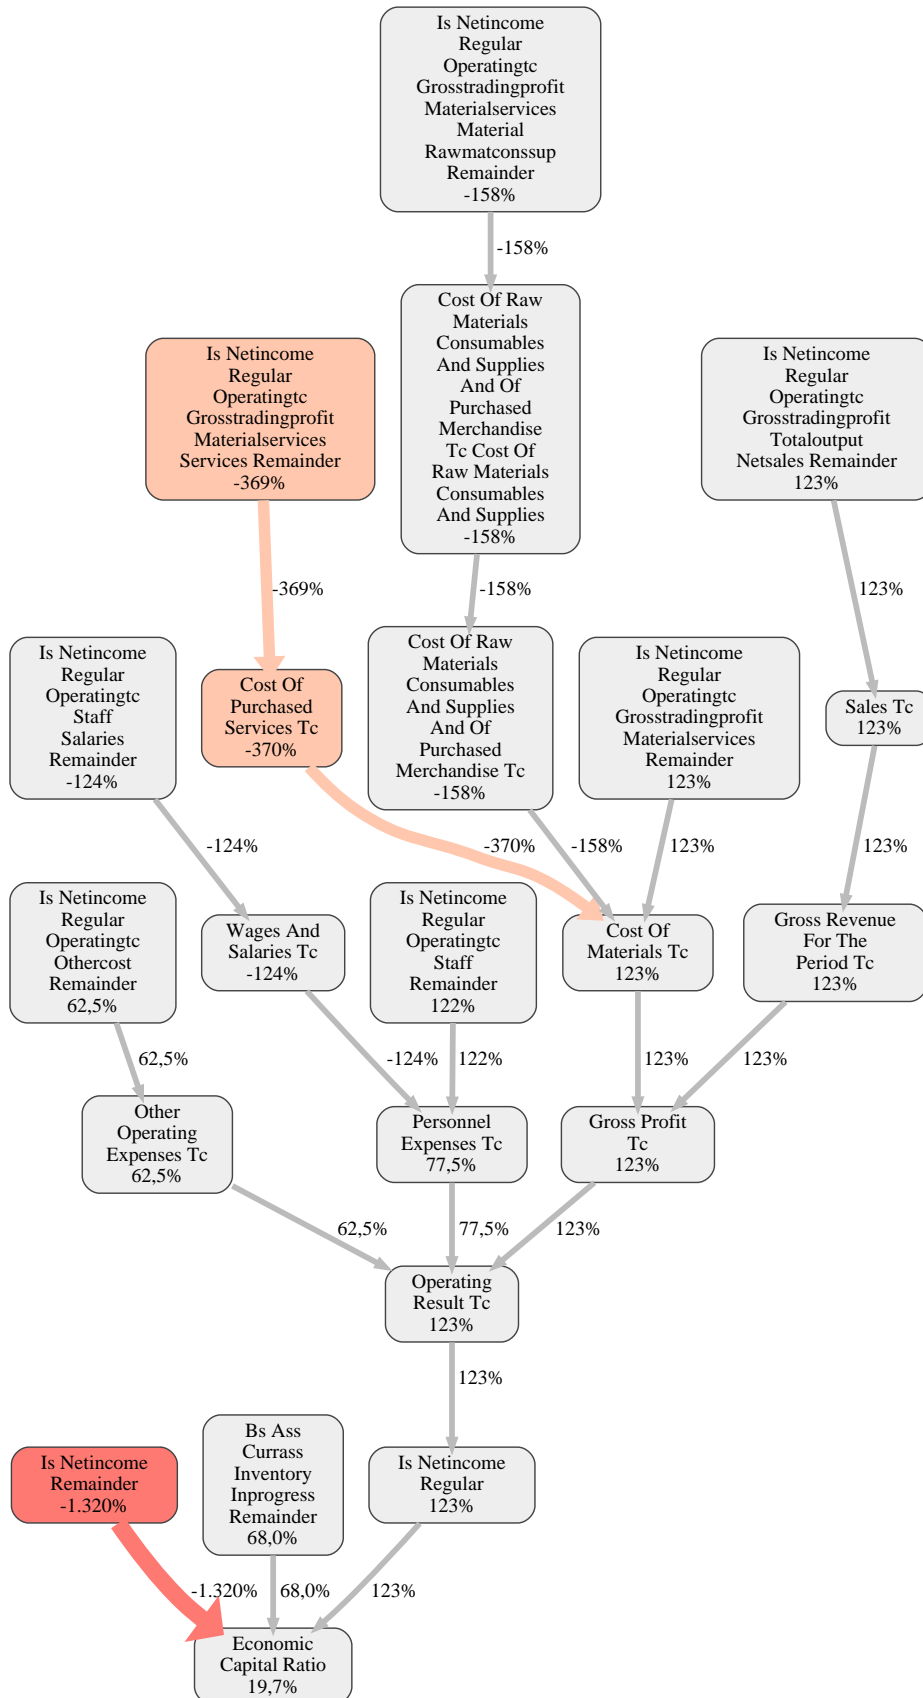 Is Netincome
Regular
Operatingtc
Grosstradingprofit
Materialservices
Material
Rawmatconssup
Remainder
-158%
-158%
Cost Of Raw
Materials
Consumables
And Supplies
And Of
Purchased
Merchandise
Tc Cost Of
Raw Materials
Consumables
And Supplies
-158%
Is Netincome
Regular
Operatingtc
Grosstradingprofit
Materialservices
Services Remainder
-369%
Is Netincome
Regular
Operatingtc
Grosstradingprofit
Totaloutput
Netsales Remainder
123%
-369%
-158%
123%
Is Netincome
Regular
Operatingtc
Staff
Salaries
Remainder
-124%
Cost Of
Purchased
Services Tc
-370%
Cost Of Raw
Materials
Consumables
And Supplies
And Of
Purchased
Merchandise Tc
-158%
Is Netincome
Regular
Operatingtc
Grosstradingprofit
Materialservices
Remainder
123%
Sales Tc
123%
-124%
-370%
-158%
123%
123%
Is Netincome
Regular
Operatingtc
Othercost
Remainder
62,5%
Wages And
Salaries Tc
-124%
Is Netincome
Regular
Operatingtc
Staff
Remainder
122%
Cost Of
Materials Tc
123%
Gross Revenue
For The
Period Tc
123%
62,5%
-124%
122%
123%
123%
Other
Operating
Expenses Tc
62,5%
Personnel
Expenses Tc
77,5%
Gross Profit
Tc
123%
62,5%
77,5%
123%
Operating
Result Tc
123%
123%
Is Netincome
Remainder
-1.320%
Bs Ass
Currass
Inventory
Inprogress
Remainder
68,0%
Is Netincome
Regular
123%
-1.320%
68,0%
123%
Economic
Capital Ratio
19,7%